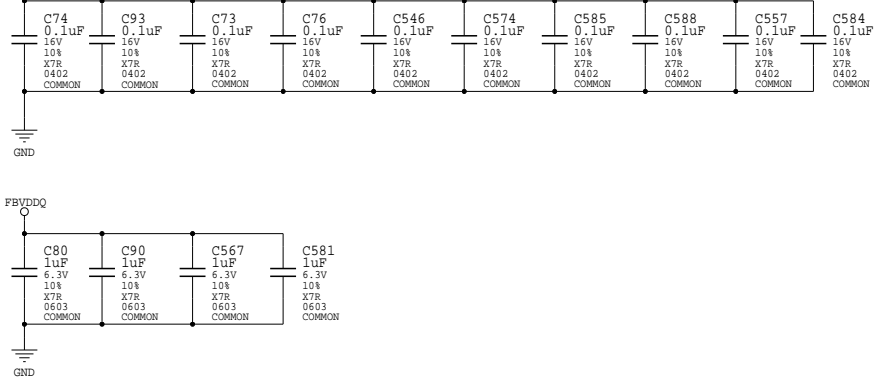 C74 C93 C73 C76 C546 C574 C585 C588 C557 C584
0.1uF 0.1uF 0.1uF 0.1uF 0.1uF 0.1uF 0.1uF 0.1uF 0.1uF 0.1uF
16V 16V 16V 16V 16V 16V 16V 16V 16V 16V
10% 10% 10% 10% 10% 10% 10% 10% 10% 10%
X7R X7R X7R X7R X7R X7R X7R X7R X7R X7R
0402 0402 0402 0402 0402 0402 0402 0402 0402 0402
COMMON COMMON COMMON COMMON COMMON COMMON COMMON COMMON COMMON COMMON
GND
FBVDDQ
C80 C90 C567 C581
1uF 1uF 1uF 1uF
6.3V 6.3V 6.3V 6.3V
10% 10% 10% 10%
X7R X7R X7R X7R
0603 0603 0603 0603
COMMON COMMON COMMON COMMON
GND